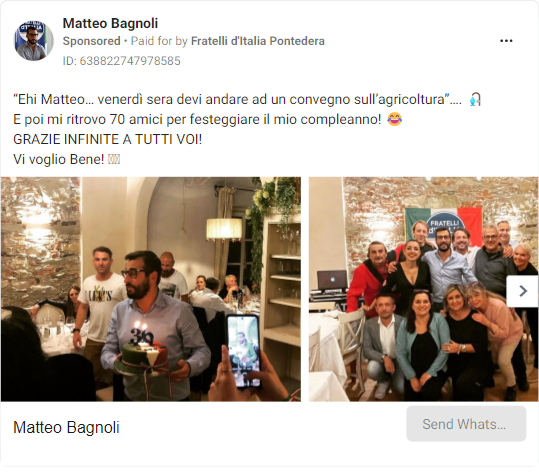 Matteo Bagnoli
Sponsored • Paid for by Fratelli d'Italia Pontedera
ID: 638822747978585
“Ehi Matteo... venerdì sera devi andare ad un convegno sull’agricoltura”....
E poi mi ritrovo 70 amici per festeggiare il mio compleanno! 😂
GRAZIE INFINITE A TUTTI VOI!
Vi voglio Bene!
36
FRATELLI
Matteo Bagnoli
Send Whats...